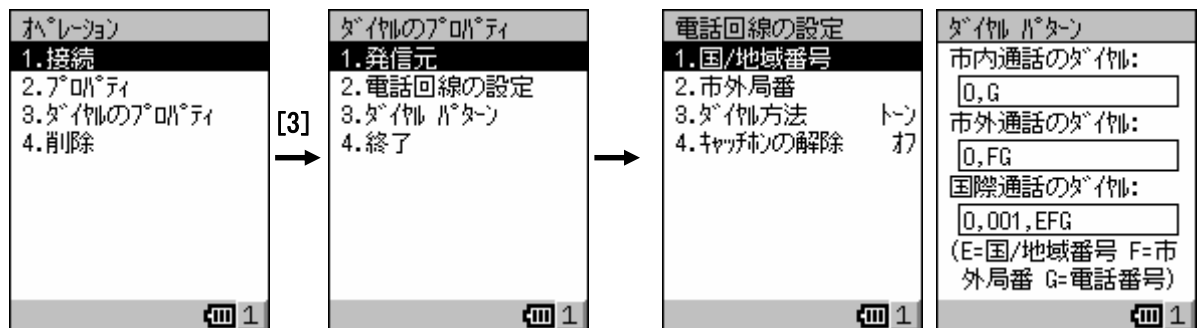 ｵﾍﾟﾚｰｼｮﾝ
1.接続
2.ﾌﾟﾛﾊﾟﾃｨ
3.ﾀﾞｲﾔﾙのﾌﾟﾛﾊﾟﾃｨ
4.削除
1
[3]
ﾀﾞｲﾔﾙのﾌﾟﾛﾊﾟﾃｨ
1.発信元
2.電話回線の設定
3.ﾀﾞｲﾔﾙ ﾊﾟﾀｰﾝ
4.終了
1
電話回線の設定
1.国/地域番号
2.市外局番
3.ﾀﾞｲﾔﾙ方法 ﾄｰﾝ
4.ｷｬｯﾁﾎﾝの解除 ｵﾌ
1
ﾀﾞｲﾔﾙ ﾊﾟﾀｰﾝ
市内通話のﾀﾞｲﾔﾙ:
0,G
市外通話のﾀﾞｲﾔﾙ:
0,FG
国際通話のﾀﾞｲﾔﾙ:
0,001,EFG
(E=国/地域番号 F=市
外局番 G=電話番号)
1